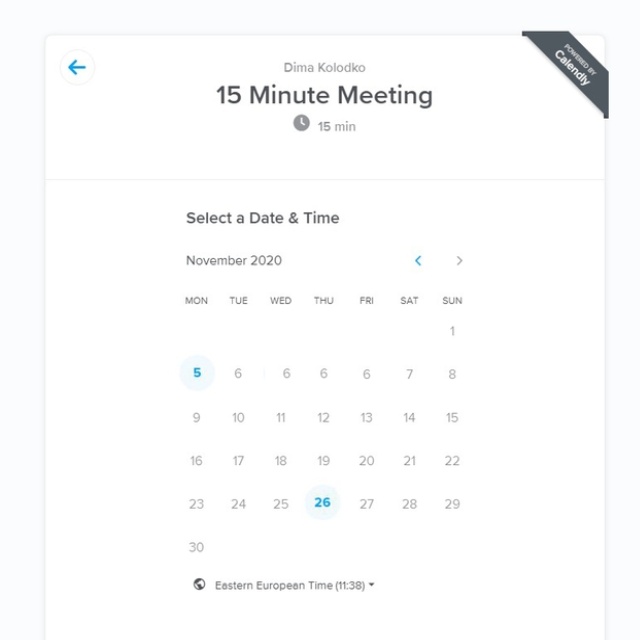 POWERED BY
Calendly
Dima Kolodko
15 Minute Meeting
15 min
Select a Date & Time
November 2020
MON TUE WED THU FRI SAT SUN
1
5 6 6 6 6 7 8
9 10 11 12 13 14 15
16 17 18 19 20 21 22
23 24 25 26 27 28 29
30
Eastern European Time (11:38)